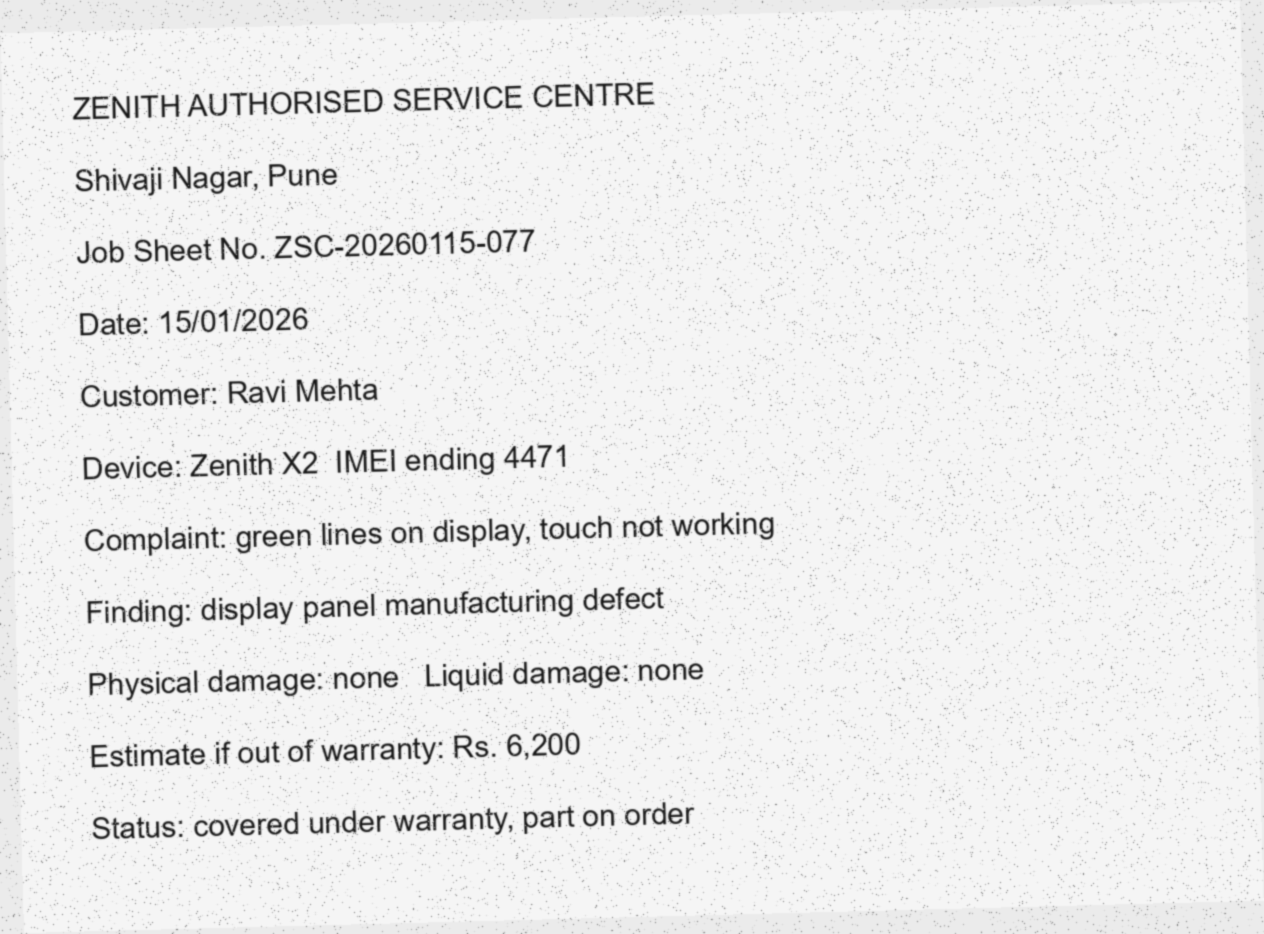 ZENITH AUTHORISED SERVICE CENTRE
Shivaji Nagar, Pune
Job Sheet No. ZSC-20260115-077
Date: 15/01/2026
Customer: Ravi Mehta
Device: Zenith X2  IMEI ending 4471
Complaint: green lines on display, touch not working
Finding: display panel manufacturing defect
Physical damage: none   Liquid damage: none
Estimate if out of warranty: Rs. 6,200
Status: covered under warranty, part on order